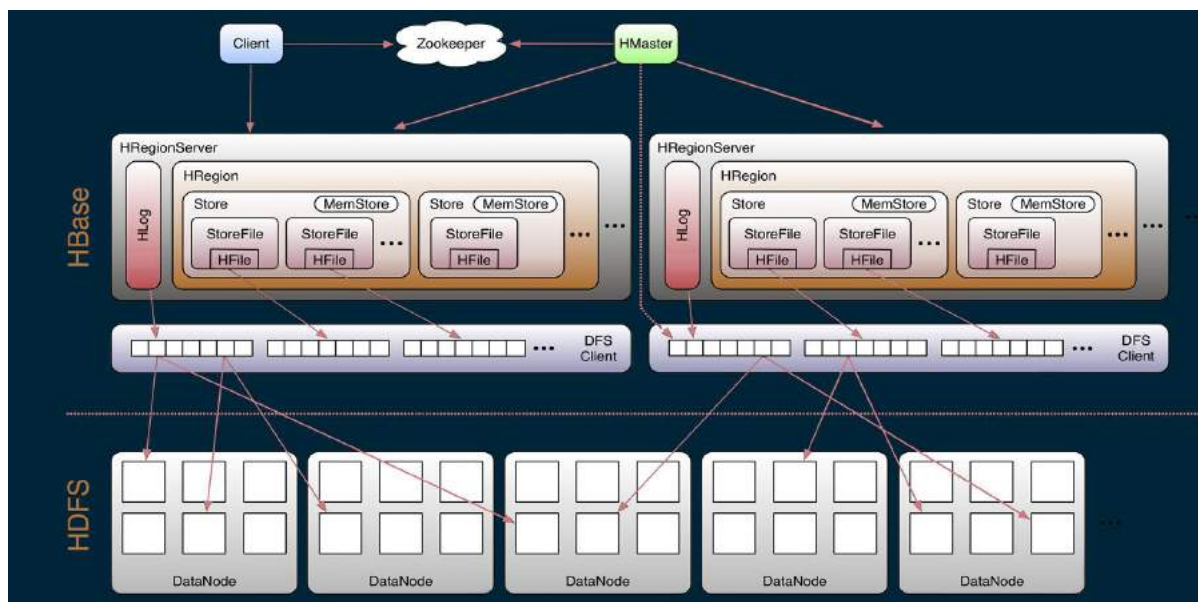 Client
Zookeeper
HMaster
HBase
HRegionServer
HLog
HRegion
Store
MemStore
StoreFile
HFile
StoreFile
HFile
...
Store
MemStore
StoreFile
HFile
...
...
HRegionServer
HLog
HRegion
Store
MemStore
StoreFile
HFile
StoreFile
HFile
...
Store
MemStore
StoreFile
HFile
...
...
...
...
DFS
Client
...
DFS
Client
HDFS
DataNode
DataNode
DataNode
DataNode
DataNode
...